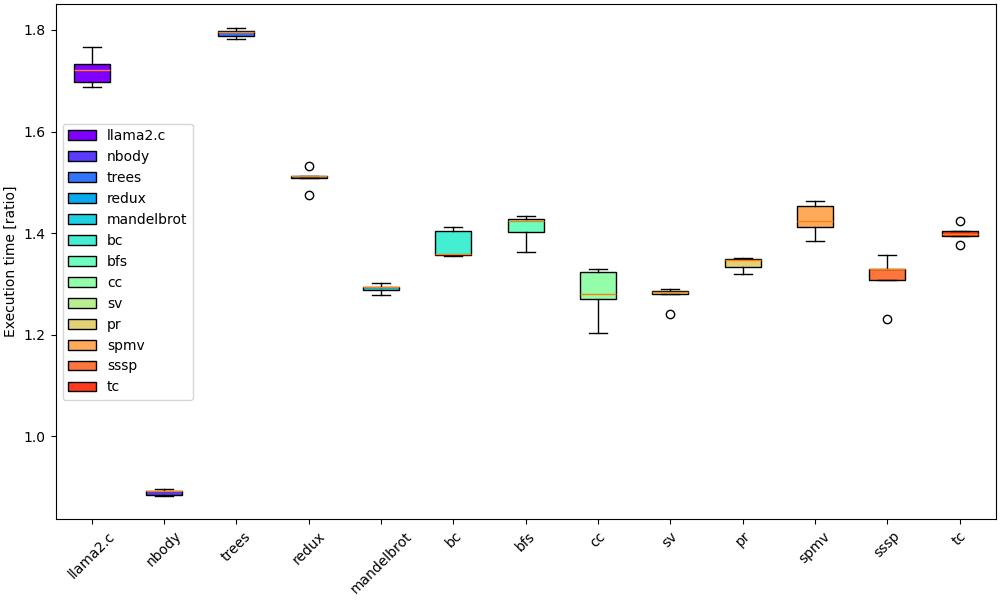 1.8
1.6
1.4
1.2
1.0
Execution time [ratio]
llama2.c
nbody
trees
redux
mandelbrot
bc
bfs
cc
sv
pr
spmv
sssp
tc
llama2.c
nbody
trees
redux
mandelbrot
bc
bfs
cc
sv
pr
spmv
sssp
tc